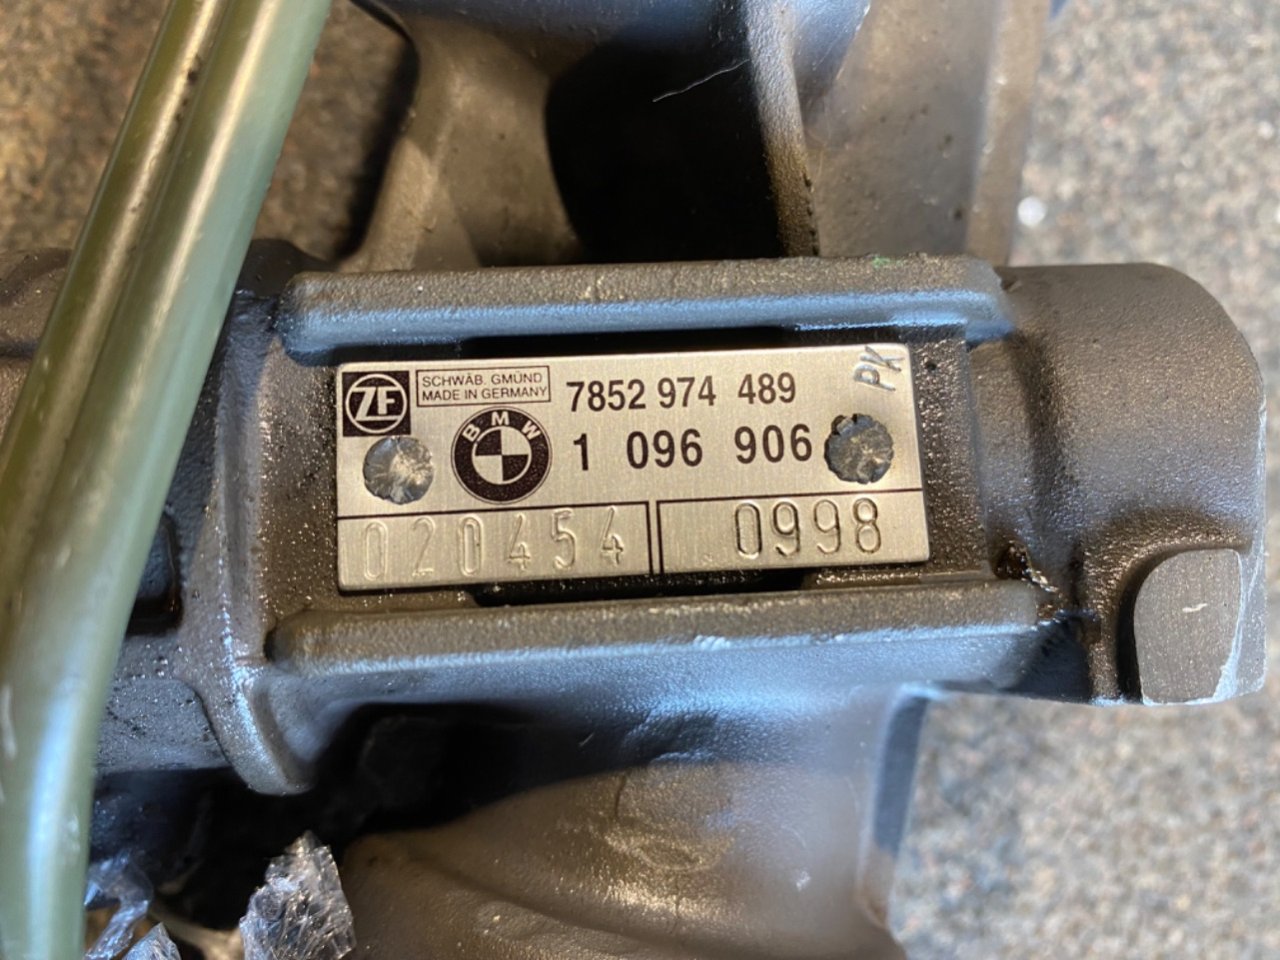 ZF
SCHWÄB. GMÜND
MADE IN GERMANY
7852 974 489
PK
BMW
1 096 906
020454
0998